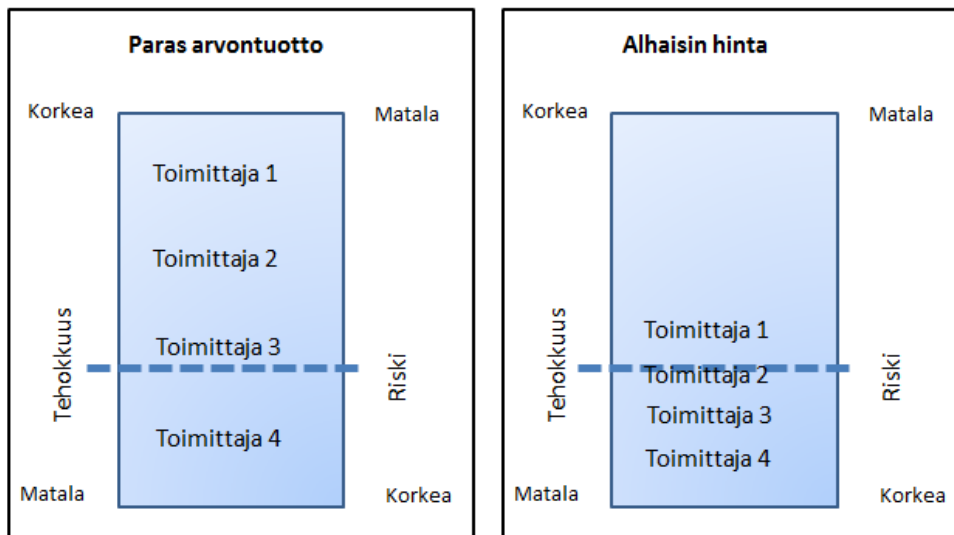 Paras arvontuotto
Korkea
Matala
Toimittaja 1
Toimittaja 2
Toimittaja 3
Toimittaja 4
Tehokkuus
Riski
Matala
Korkea
Alhaisin hinta
Korkea
Matala
Toimittaja 1
Toimittaja 2
Toimittaja 3
Toimittaja 4
Tehokkuus
Riski
Matala
Korkea